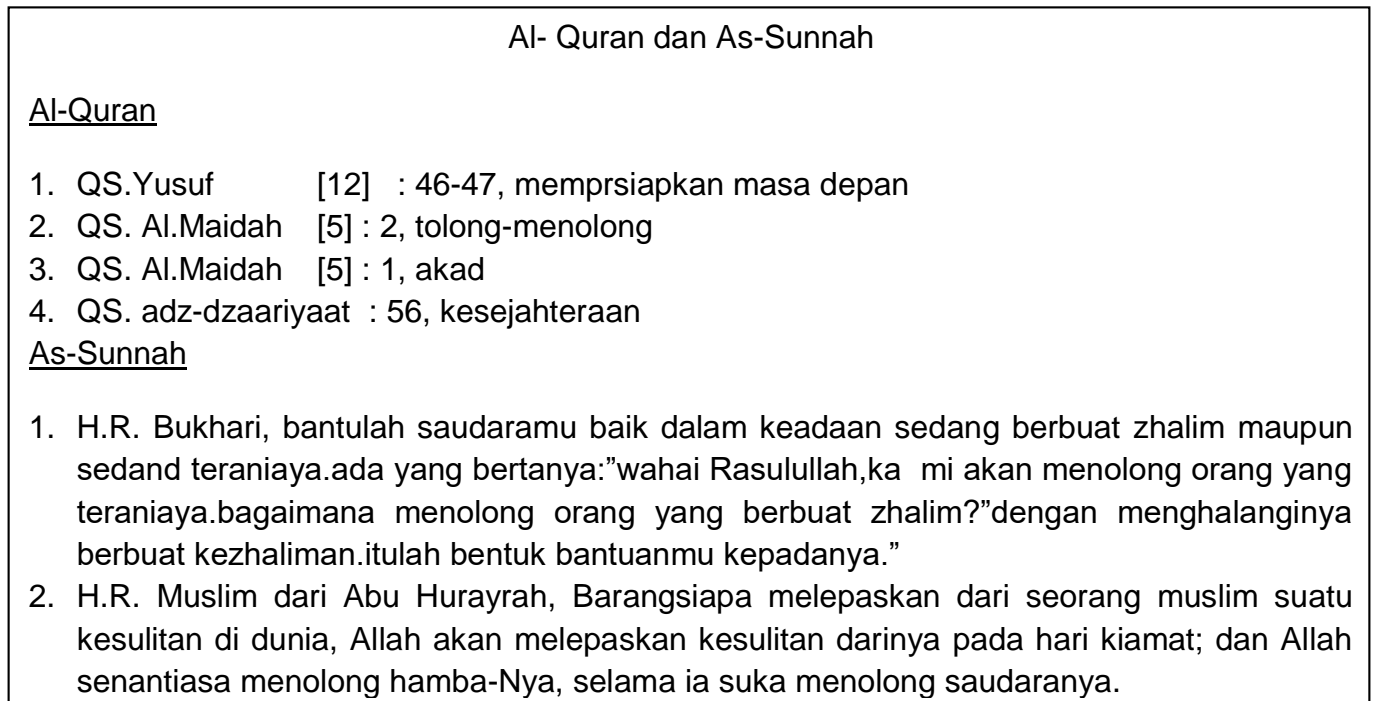 Al- Quran dan As-Sunnah
Al-Quran
1. QS.Yusuf [12] : 46-47, memprsiapkan masa depan
2. QS. Al.Maidah [5] : 2, tolong-menolong
3. QS. Al.Maidah [5] : 1, akad
4. QS. adz-dzaariyaat : 56, kesejahteraan
As-Sunnah
1. H.R. Bukhari, bantulah saudaramu baik dalam keadaan sedang berbuat zhalim maupun
sedand teraniaya.ada yang bertanya:”wahai Rasulullah,ka mi akan menolong orang yang
teraniaya.bagaimana menolong orang yang berbuat zhalim?”dengan menghalanginya
berbuat kezhaliman.itulah bentuk bantuanmu kepadanya.”
2. H.R. Muslim dari Abu Hurayrah, Barangsiapa melepaskan dari seorang muslim suatu
kesulitan di dunia, Allah akan melepaskan kesulitan darinya pada hari kiamat; dan Allah
senantiasa menolong hamba-Nya, selama ia suka menolong saudaranya.